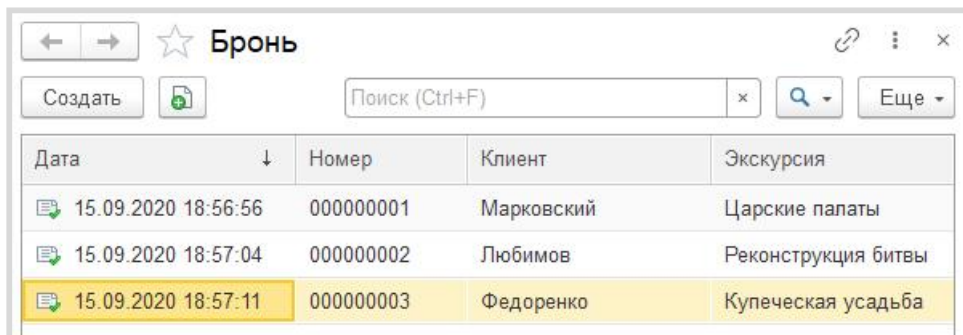 Бронь
Создать Поиск (Ctrl+F) Еще
Дата Номер Клиент Экскурсия
15.09.2020 18:56:56 000000001 Марковский Царские палаты
15.09.2020 18:57:04 000000002 Любимов Реконструкция битвы
15.09.2020 18:57:11 000000003 Федоренко Купеческая усадьба